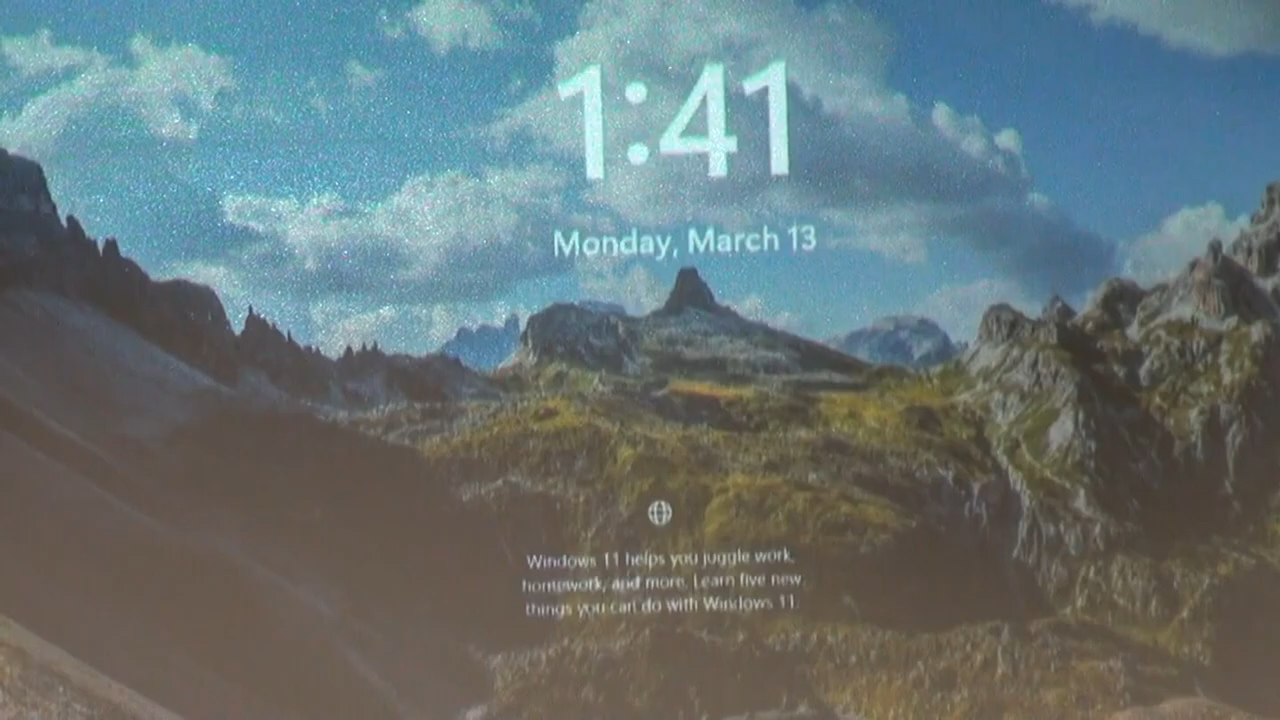 1:41
Monday, March 13
Windows 11 helps you juggle work,
homework, and more. Learn five new
things you can do with Windows 11.